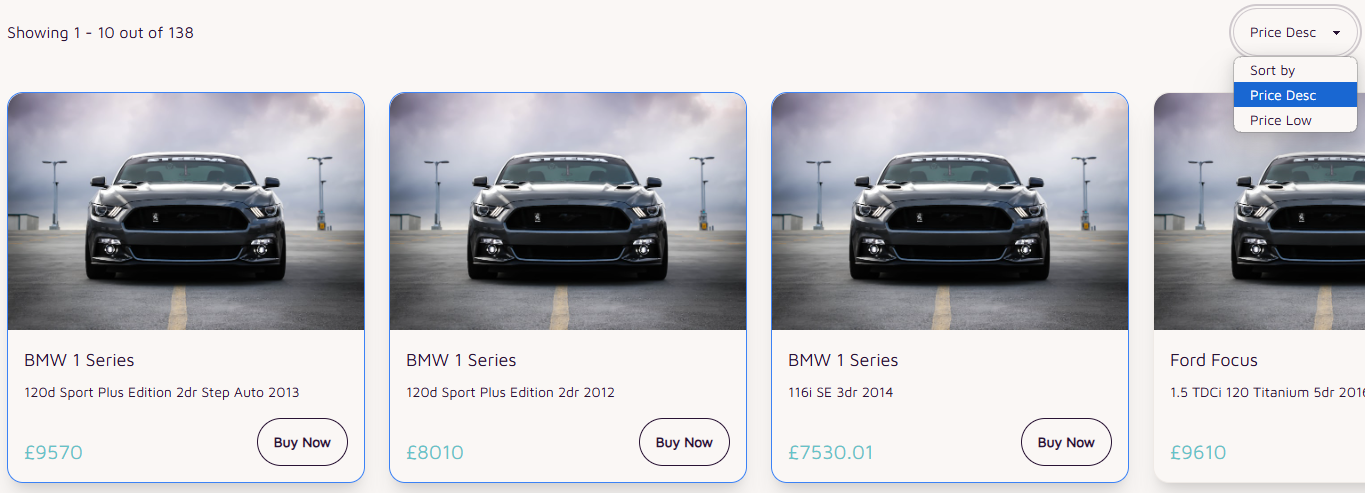 Showing 1 - 10 out of 138
Price Desc
Sort by
Price Desc
Price Low
BMW 1 Series
120d Sport Plus Edition 2dr Step Auto 2013
£9570
Buy Now
BMW 1 Series
120d Sport Plus Edition 2dr 2012
£8010
Buy Now
BMW 1 Series
116i SE 3dr 2014
£7530.01
Buy Now
Ford Focus
1.5 TDCi 120 Titanium 5dr 2016
£9610